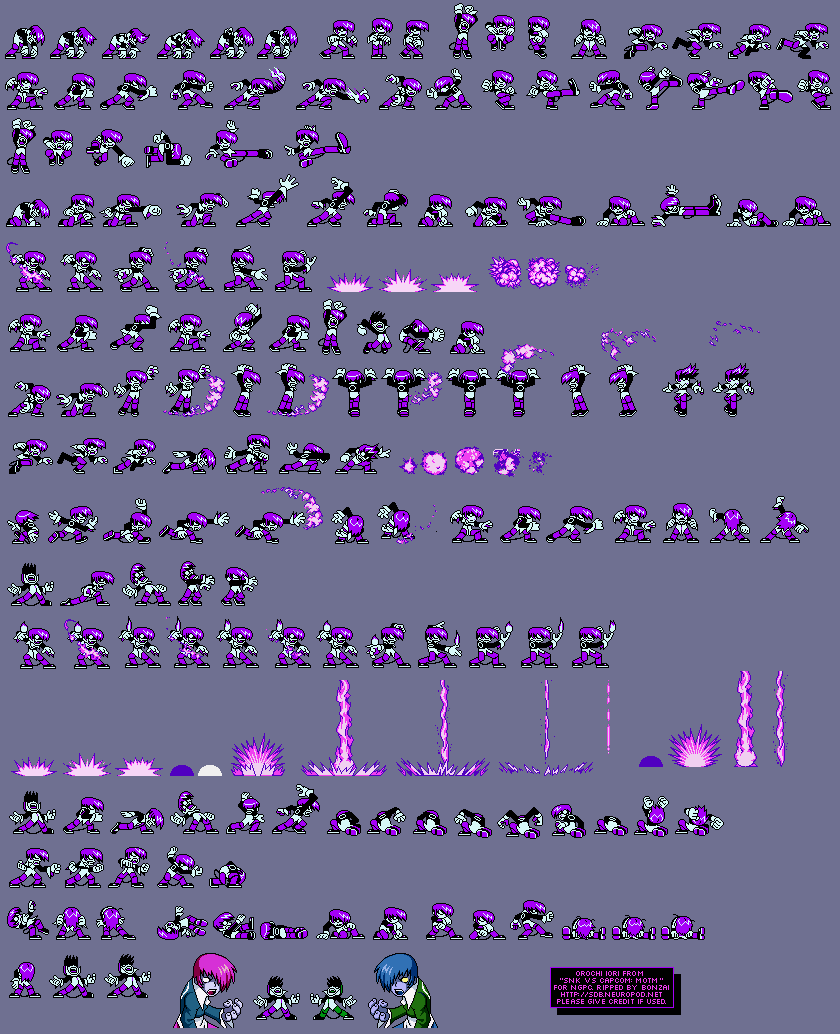 OROCHI IORI FROM
"SNK VS CAPCOM: MOTM"
FOR NGPC. RIPPED BY BONZAI
HTTP://SDB.NEUROPOD.NET
PLEASE GIVE CREDIT IF USED.